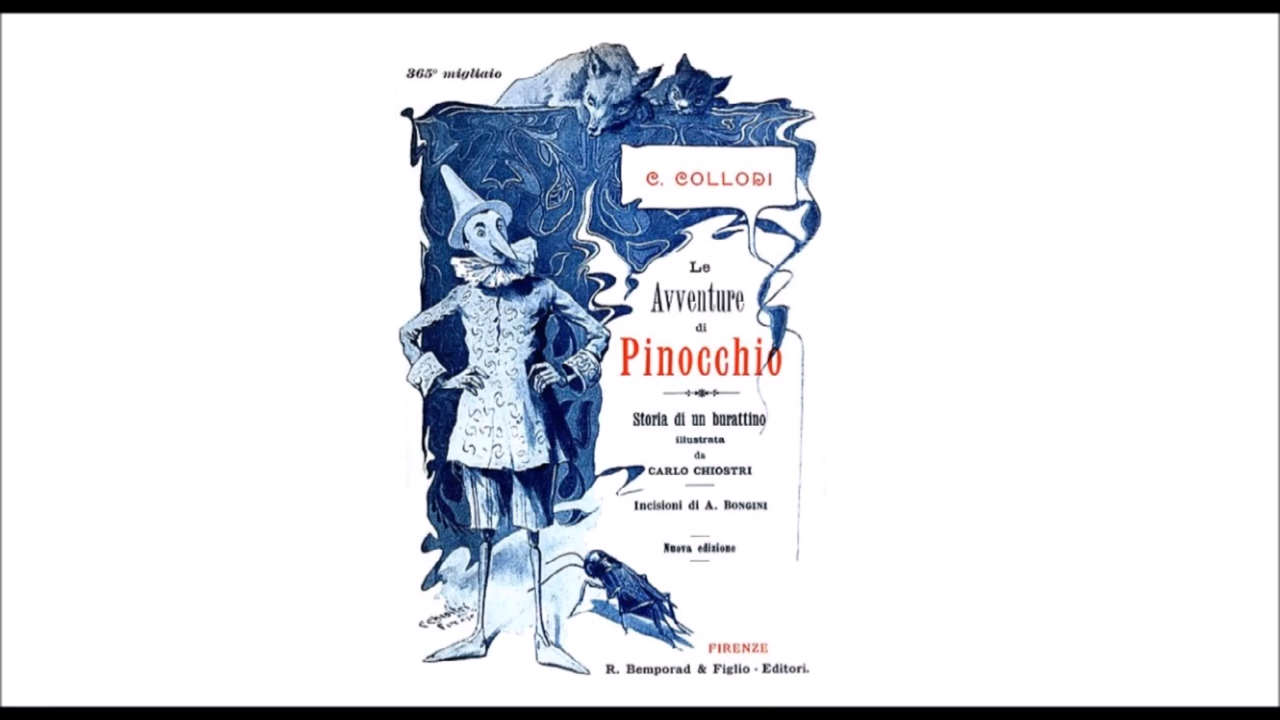 365º migliaio
C. COLLODI
Le
Avventure
di
Pinocchio
Storia di un burattino
illustrata
da
CARLO CHIOSTRI
Incisioni di A. BONGINI
Nuova edizione
FIRENZE
R. Bemporad & Figlio - Editori.